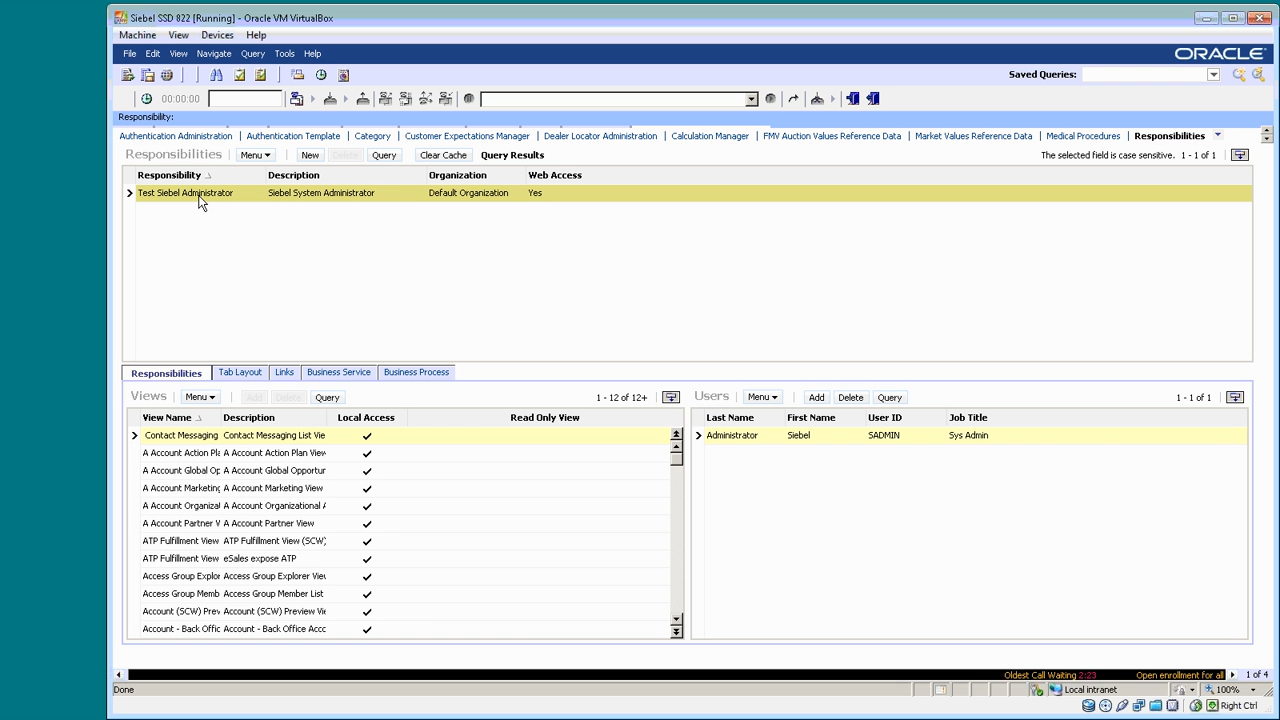 Siebel SSD 822 [Running] - Oracle VM VirtualBox
Machine View Devices Help
File Edit View Navigate Query Tools Help
ORACLE
Saved Queries:
00:00:00
Responsibility:
Authentication Administration | Authentication Template | Category | Customer Expectations Manager | Dealer Locator Administration | Calculation Manager | FMV Auction Values Reference Data | Market Values Reference Data | Medical Procedures | Responsibilities
Responsibilities Menu New Delete Query Clear Cache Query Results The selected field is case sensitive. 1 - 1 of 1
Responsibility Description Organization Web Access
Test Siebel Administrator Siebel System Administrator Default Organization Yes
Responsibilities Tab Layout Links Business Service Business Process
Views Menu Add Delete Query 1 - 12 of 12+
View Name Description Local Access Read Only View
Contact Messaging Contact Messaging List Vie
A Account Action Pla A Account Action Plan View
A Account Global Op A Account Global Opportur
A Account Marketing A Account Marketing View
A Account Organizat A Account Organizational A
A Account Partner V A Account Partner View
ATP Fulfillment View ATP Fulfillment View (SCW)
ATP Fulfillment View eSales expose ATP
Access Group Explor Access Group Explorer View
Access Group Memb Access Group Member List
Account (SCW) Prev Account (SCW) Preview Vie
Account - Back Offic Account - Back Office Acco
Users Menu Add Delete Query 1 - 1 of 1
Last Name First Name User ID Job Title
Administrator Siebel SADMIN Sys Admin
Oldest Call Waiting 2:23 Open enrollment for all 1 of 4
Done Local intranet 100%
Right Ctrl